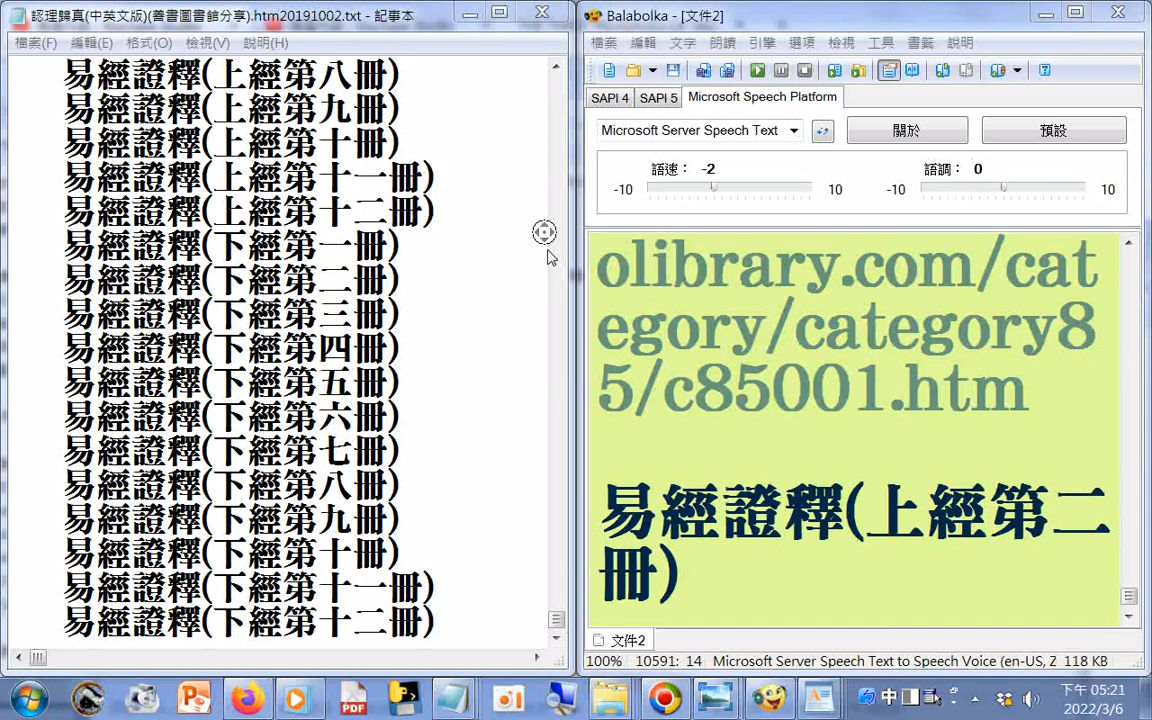 認理歸真(中英文版)(善書圖書館分享).htm20191002.txt - 記事本
檔案(F) 編輯(E) 格式(O) 檢視(V) 說明(H)
易經證釋(上經第八冊)
易經證釋(上經第九冊)
易經證釋(上經第十冊)
易經證釋(上經第十一冊)
易經證釋(上經第十二冊)
易經證釋(下經第一冊)
易經證釋(下經第二冊)
易經證釋(下經第三冊)
易經證釋(下經第四冊)
易經證釋(下經第五冊)
易經證釋(下經第六冊)
易經證釋(下經第七冊)
易經證釋(下經第八冊)
易經證釋(下經第九冊)
易經證釋(下經第十冊)
易經證釋(下經第十一冊)
易經證釋(下經第十二冊)
Balabolka - [文件2]
檔案 編輯 文字 朗讀 引擎 選項 檢視 工具 書籤 說明
SAPI 4 SAPI 5 Microsoft Speech Platform
Microsoft Server Speech Text 關於 預設
語速： -2 語調： 0
-10 10 -10 10
olibrary.com/cat
egory/category8
5/c85001.htm
易經證釋(上經第二
冊)
文件2
100% 10591: 14 Microsoft Server Speech Text to Speech Voice (en-US, Z 118 KB
中
下午 05:21
2022/3/6